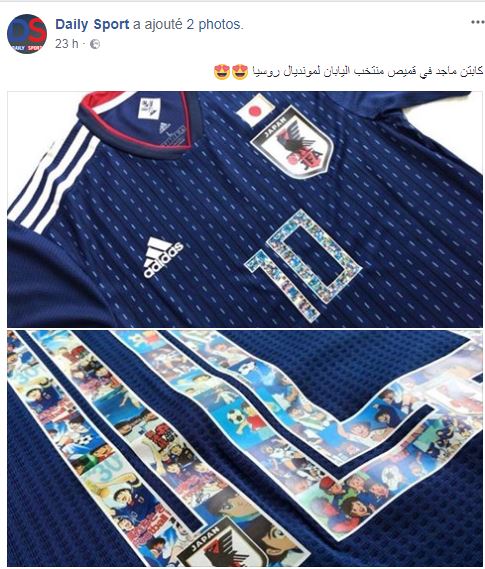 Daily Sport a ajouté 2 photos.
23 h ·
كابتن ماجد في قميص منتخب اليابان لمونديال روسيا
DS
DAILY SPORT
JAPAN
JFA
adidas
10
30
JAPAN